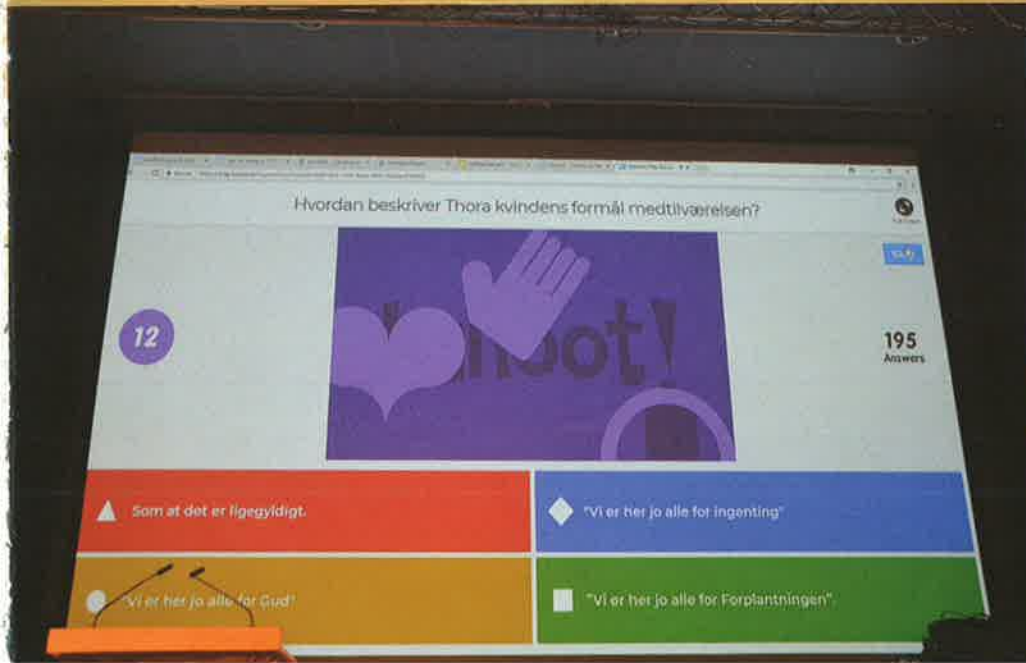 Hvordan beskriver Thora kvindens formål medtilværelsen?
12
hoot!
195
Answers
Som at det er ligegyldigt.
"Vi er her jo alle for ingenting"
"Vi er her jo alle for Gud"
"Vi er her jo alle for Forplantningen".